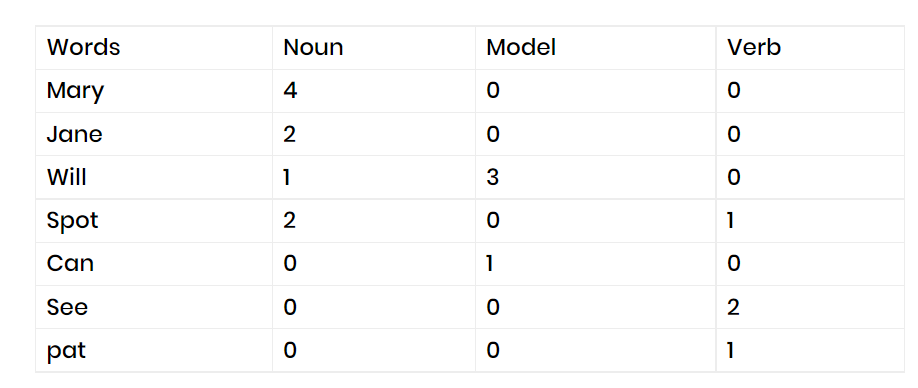 Words Noun Model Verb
Mary 4 0 0
Jane 2 0 0
Will 1 3 0
Spot 2 0 1
Can 0 1 0
See 0 0 2
pat 0 0 1